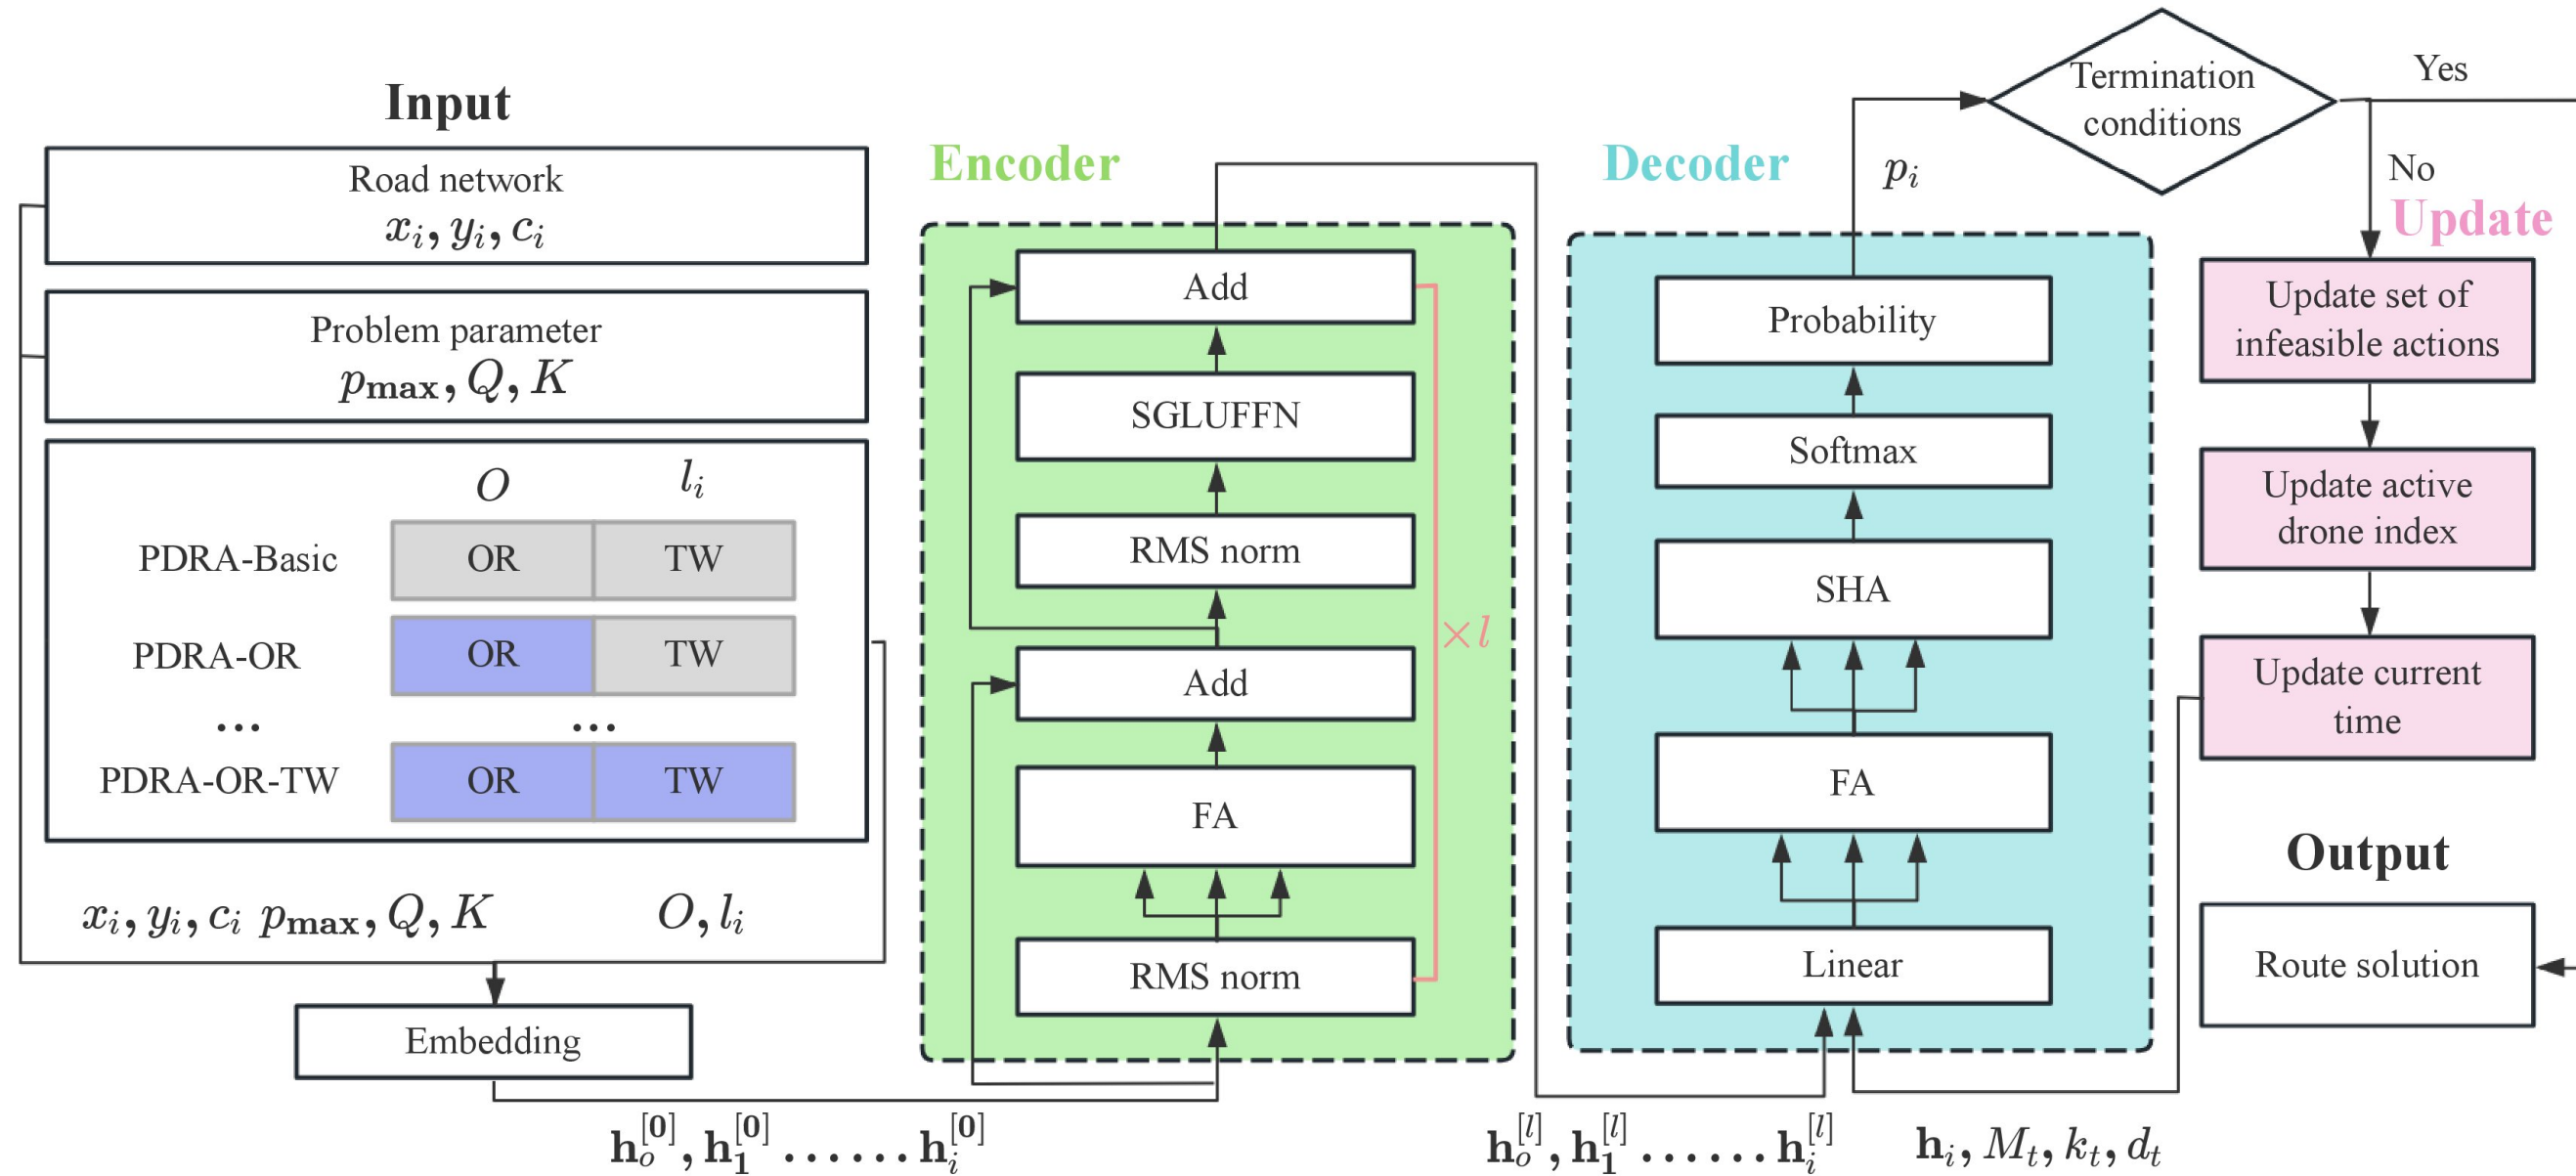 Input
Road network
x_i, y_i, c_i
Problem parameter
p_max, Q, K
O l_i
PDRA-Basic OR TW
PDRA-OR OR TW
... ...
PDRA-OR-TW OR TW
x_i, y_i, c_i p_max, Q, K O, l_i
Embedding
h_o^[0], h_1^[0] ...... h_i^[0]
Encoder
Add
SGLUFFN
RMS norm
×l
Add
FA
RMS norm
h_o^[l], h_1^[l] ...... h_i^[l]
Decoder
p_i
Probability
Softmax
SHA
FA
Linear
h_i, M_t, k_t, d_t
Termination
conditions
Yes
No
Update
Update set of
infeasible actions
Update active
drone index
Update current
time
Output
Route solution